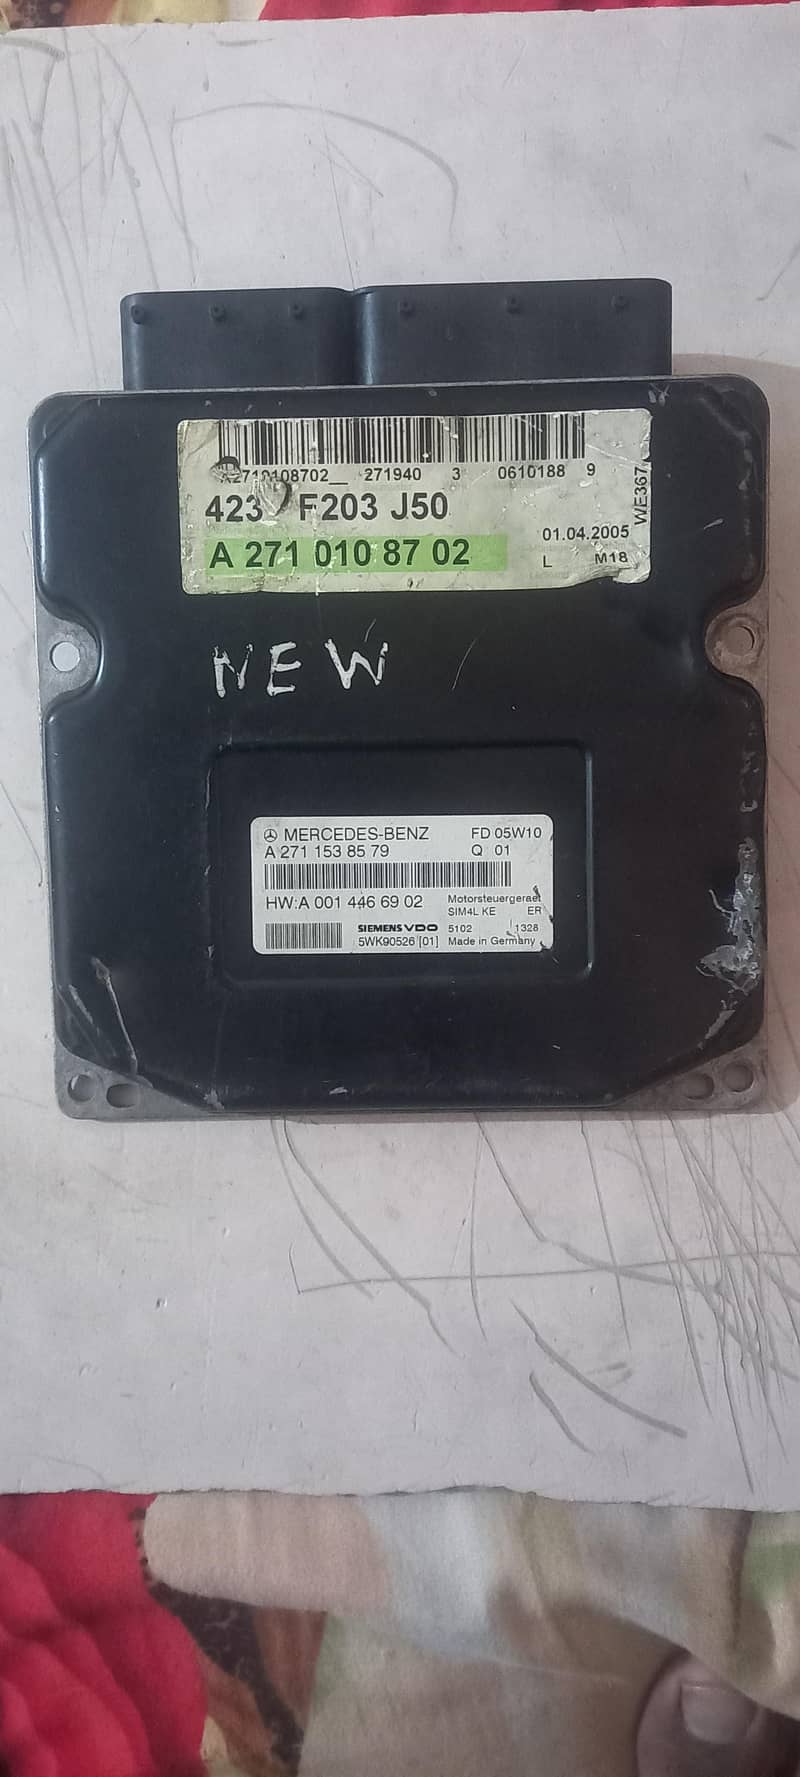 A2710108702__ 271940 3 0610188 9
423 F203 J50
01.04.2005
WE367
A 271 010 87 02
L M18
NEW
MERCEDES-BENZ FD 05W10
A 271 153 85 79 Q 01
HW:A 001 446 69 02 Motorsteuergeraet
SIM4L KE ER
SIEMENS VDO 5102 1328
5WK90526 [01] Made in Germany